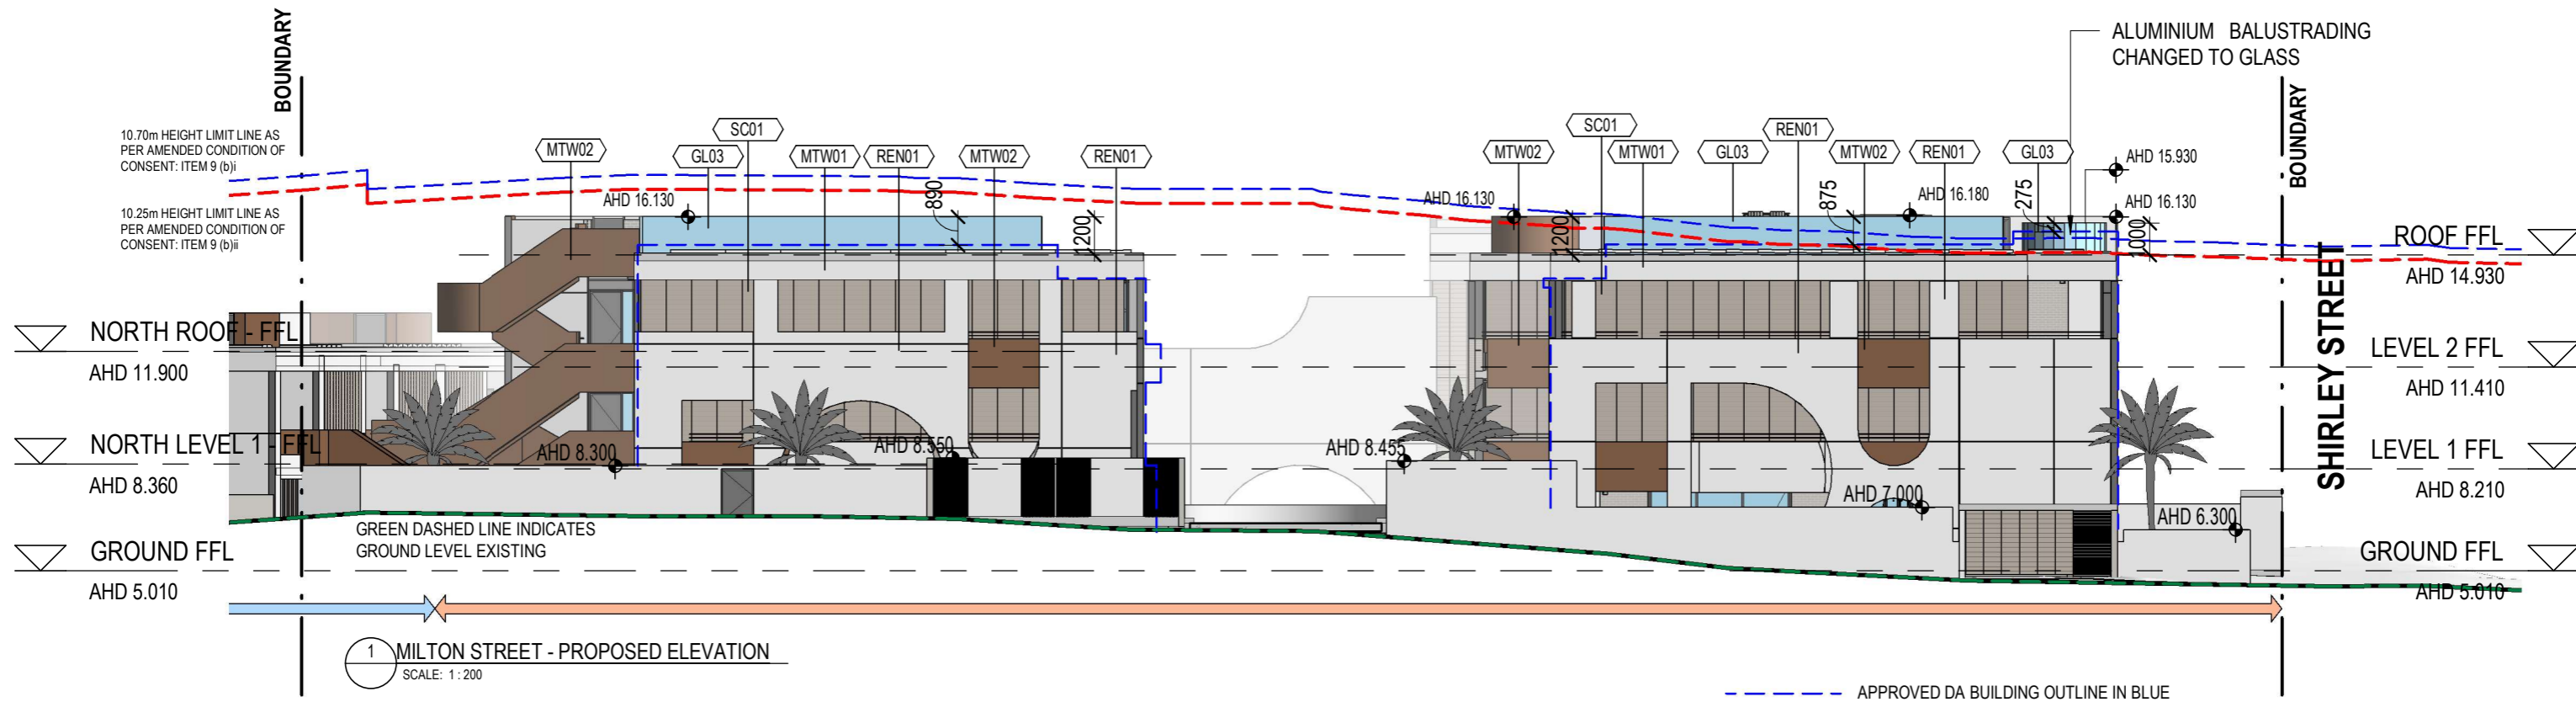 BOUNDARY
10.70m HEIGHT LIMIT LINE AS
PER AMENDED CONDITION OF
CONSENT: ITEM 9 (b)i
10.25m HEIGHT LIMIT LINE AS
PER AMENDED CONDITION OF
CONSENT: ITEM 9 (b)ii
MTW02
GL03
SC01
MTW01
REN01
MTW02
REN01
AHD 16.130
890
1200
MTW02
SC01
MTW01
GL03
REN01
MTW02
REN01
GL03
ALUMINIUM BALUSTRADING
CHANGED TO GLASS
AHD 16.130
1200
875
AHD 16.180
275
AHD 15.930
AHD 16.130
1000
BOUNDARY
SHIRLEY STREET
ROOF FFL
AHD 14.930
NORTH ROOF - FFL
AHD 11.900
LEVEL 2 FFL
AHD 11.410
NORTH LEVEL 1 - FFL
AHD 8.360
AHD 8.300
AHD 8.550
AHD 8.455
AHD 7.000
AHD 6.300
LEVEL 1 FFL
AHD 8.210
GREEN DASHED LINE INDICATES
GROUND LEVEL EXISTING
GROUND FFL
AHD 5.010
GROUND FFL
AHD 5.010
1
MILTON STREET - PROPOSED ELEVATION
SCALE: 1 : 200
APPROVED DA BUILDING OUTLINE IN BLUE